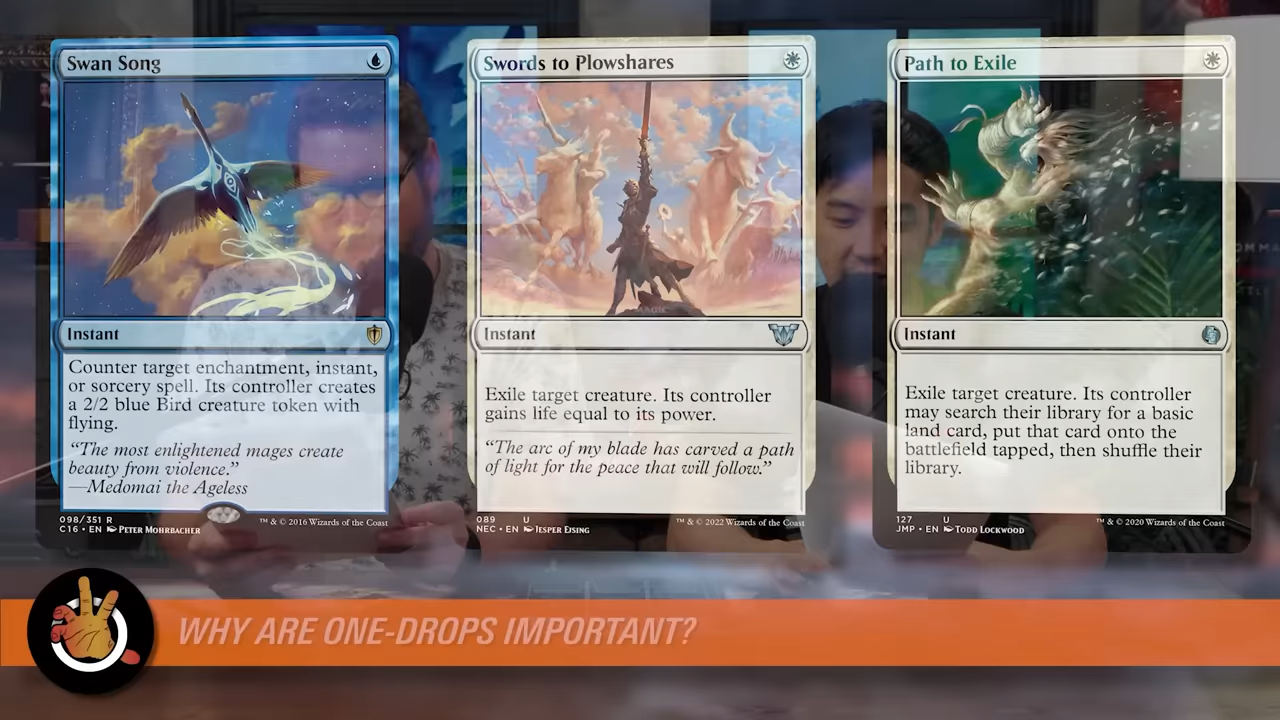 Swan Song
Instant
Counter target enchantment, instant,
or sorcery spell. Its controller creates
a 2/2 blue Bird creature token with
flying.
“The most enlightened mages create
beauty from violence.”
—Medomai the Ageless
098/351 R
C16 • EN Peter Mohrbacher
™ & © 2016 Wizards of the Coast
Swords to Plowshares
Instant
Exile target creature. Its controller
gains life equal to its power.
“The arc of my blade has carved a path
of light for the peace that will follow.”
089 U
NEC • EN Jesper Ejsing
™ & © 2022 Wizards of the Coast
Path to Exile
Instant
Exile target creature. Its controller
may search their library for a basic
land card, put that card onto the
battlefield tapped, then shuffle their
library.
127 U
JMP • EN Todd Lockwood
™ & © 2020 Wizards of the Coast
WHY ARE ONE-DROPS IMPORTANT?